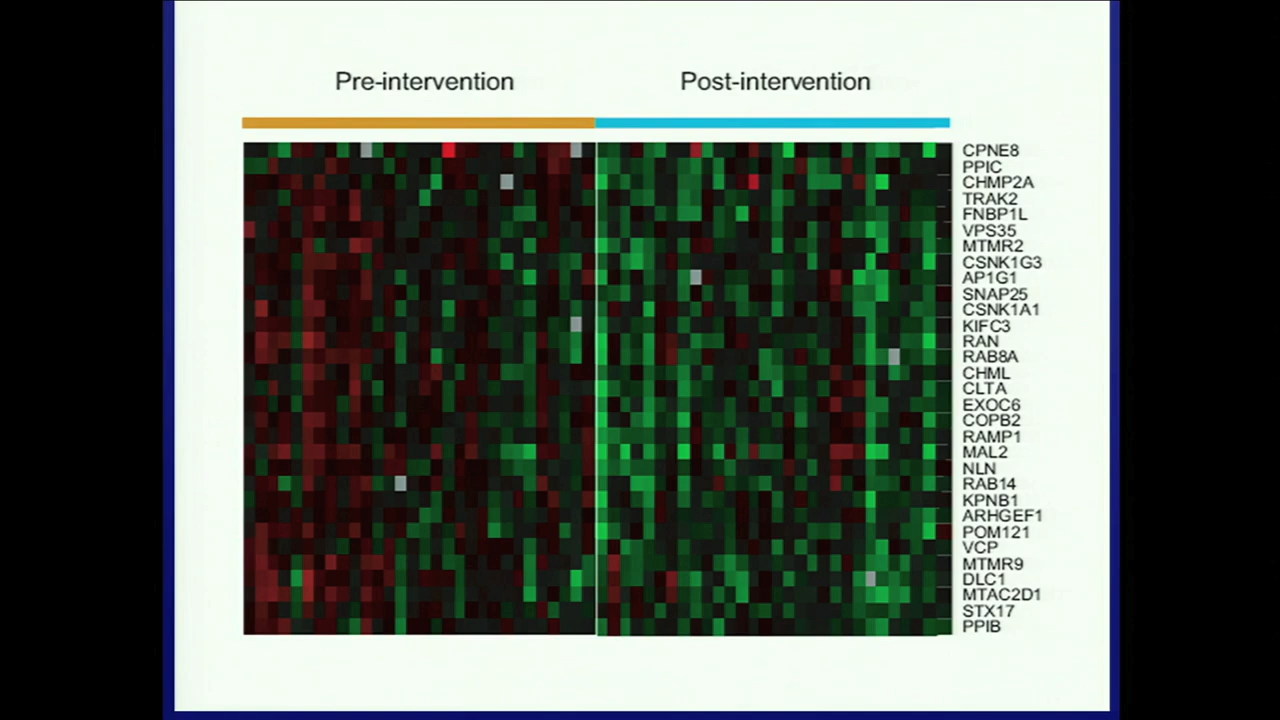 Pre-intervention
Post-intervention
CPNE8
PPIC
CHMP2A
TRAK2
FNBP1L
VPS35
MTMR2
CSNK1G3
AP1G1
SNAP25
CSNK1A1
KIFC3
RAN
RAB8A
CHML
CLTA
EXOC6
COPB2
RAMP1
MAL2
NLN
RAB14
KPNB1
ARHGEF1
POM121
VCP
MTMR9
DLC1
MTAC2D1
STX17
PPIB